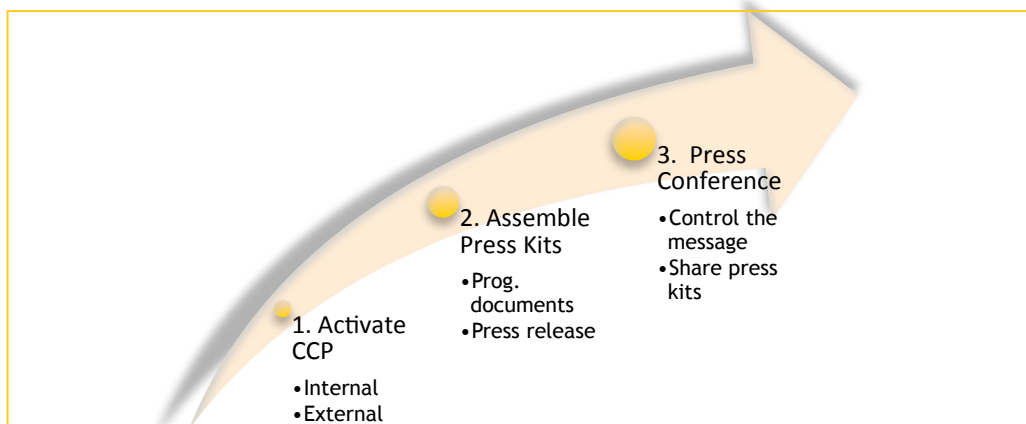 1. Activate
CCP
•Internal
•External
2. Assemble
Press Kits
•Prog.
documents
•Press release
3.  Press
Conference
•Control the
message
•Share press
kits